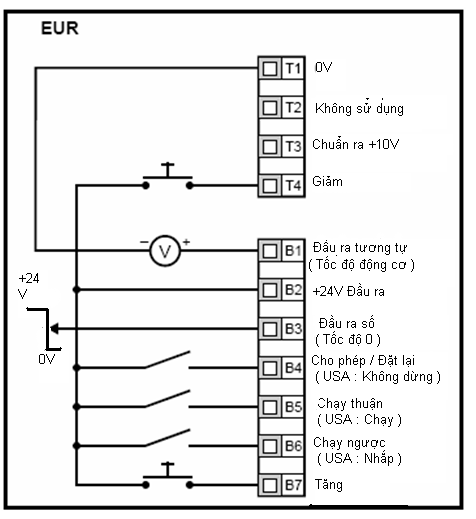 EUR
T1 0V
T2 Không sử dụng
T3 Chuẩn ra +10V
T4 Giảm
− V +
B1 Đầu ra tương tự
( Tốc độ động cơ )
+24
V
B2 +24V Đầu ra
B3 Đầu ra số
( Tốc độ 0 )
0V
B4 Cho phép / Đặt lại
( USA : Không dừng )
B5 Chạy thuận
( USA : Chạy )
B6 Chạy ngược
( USA : Nhắp )
B7 Tăng